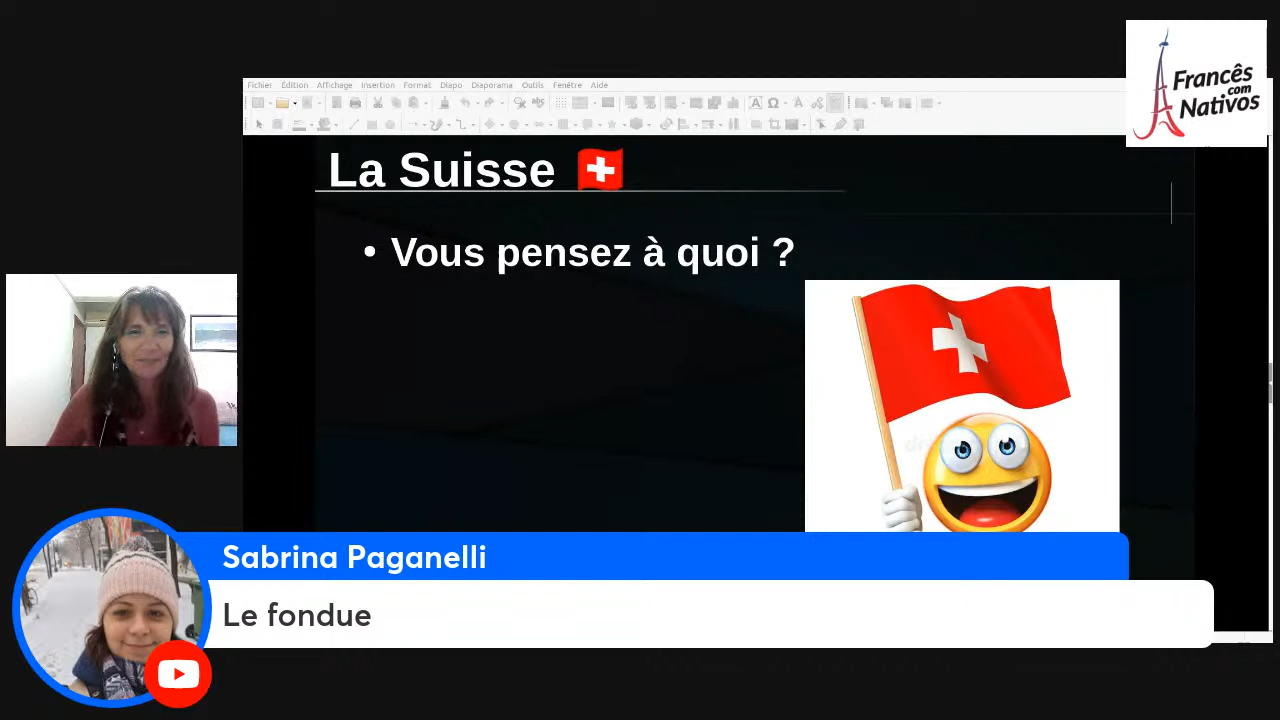 Francês
com
Nativos
Fichier Édition Affichage Insertion Format Diapo Diaporama Outils Fenêtre Aide
La Suisse
• Vous pensez à quoi ?
Sabrina Paganelli
Le fondue